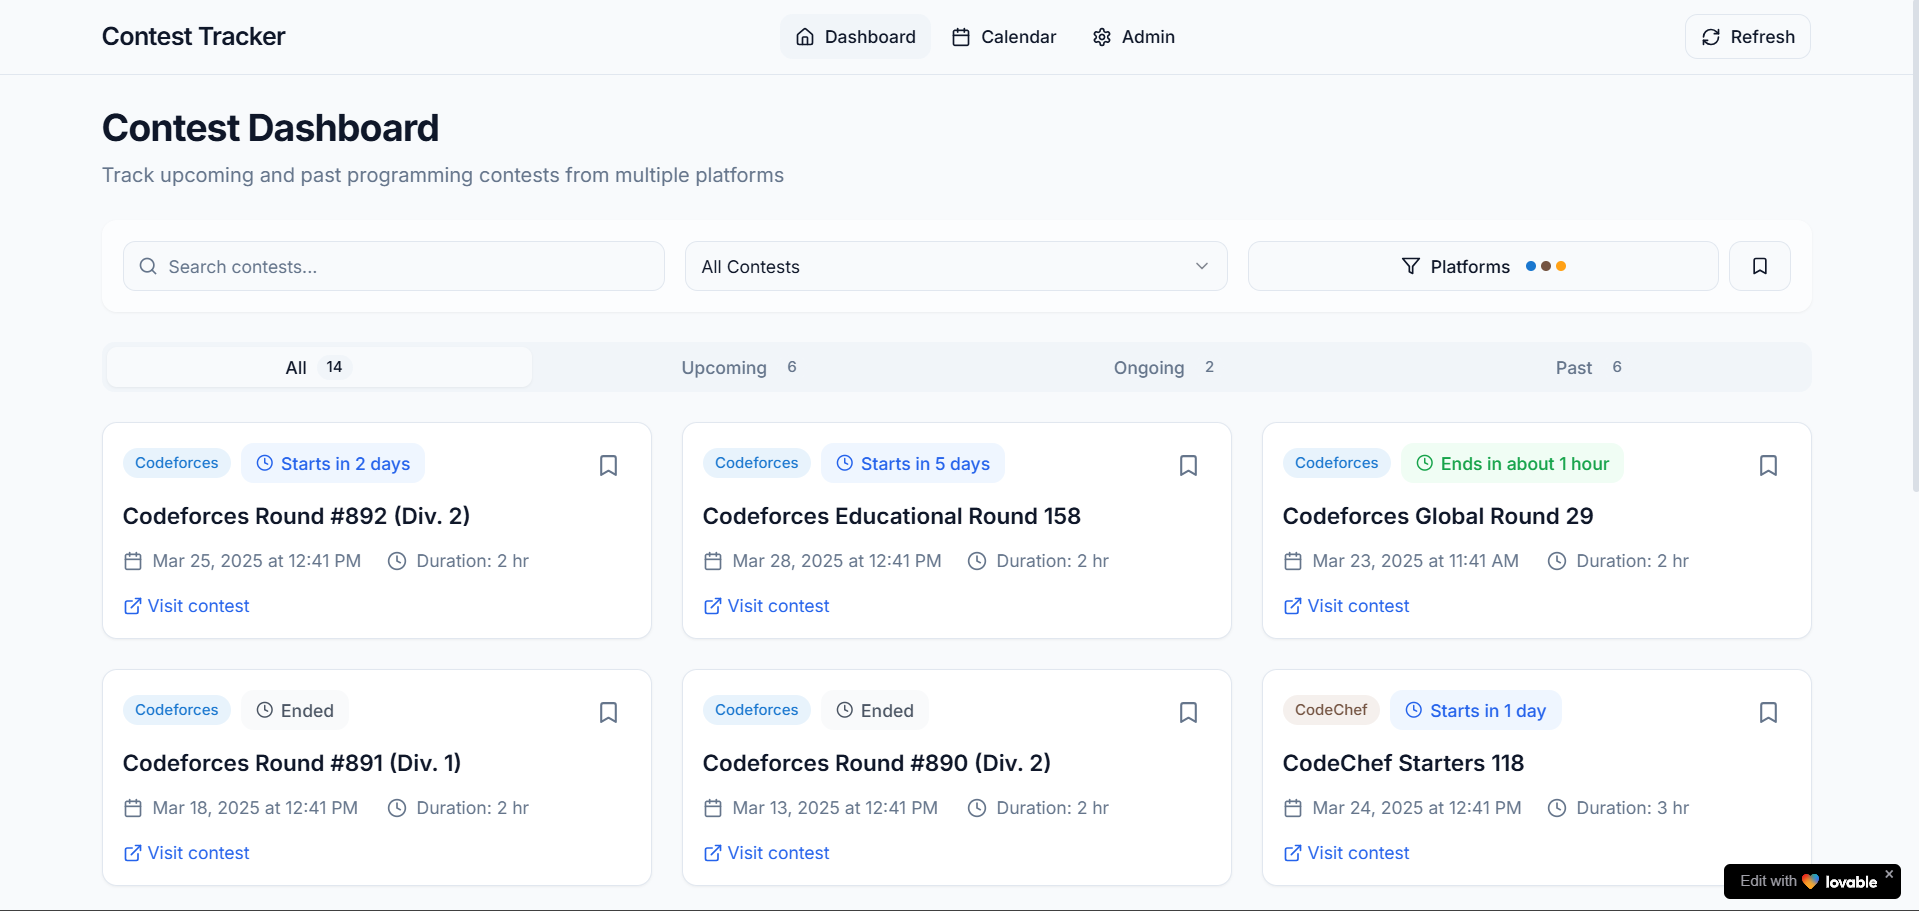 Contest Tracker
Dashboard
Calendar
Admin
Refresh
Contest Dashboard
Track upcoming and past programming contests from multiple platforms
Search contests...
All Contests
Platforms
All 14
Upcoming 6
Ongoing 2
Past 6
Codeforces
Starts in 2 days
Codeforces Round #892 (Div. 2)
Mar 25, 2025 at 12:41 PM
Duration: 2 hr
Visit contest
Codeforces
Starts in 5 days
Codeforces Educational Round 158
Mar 28, 2025 at 12:41 PM
Duration: 2 hr
Visit contest
Codeforces
Ends in about 1 hour
Codeforces Global Round 29
Mar 23, 2025 at 11:41 AM
Duration: 2 hr
Visit contest
Codeforces
Ended
Codeforces Round #891 (Div. 1)
Mar 18, 2025 at 12:41 PM
Duration: 2 hr
Visit contest
Codeforces
Ended
Codeforces Round #890 (Div. 2)
Mar 13, 2025 at 12:41 PM
Duration: 2 hr
Visit contest
CodeChef
Starts in 1 day
CodeChef Starters 118
Mar 24, 2025 at 12:41 PM
Duration: 3 hr
Visit contest
Edit with lovable